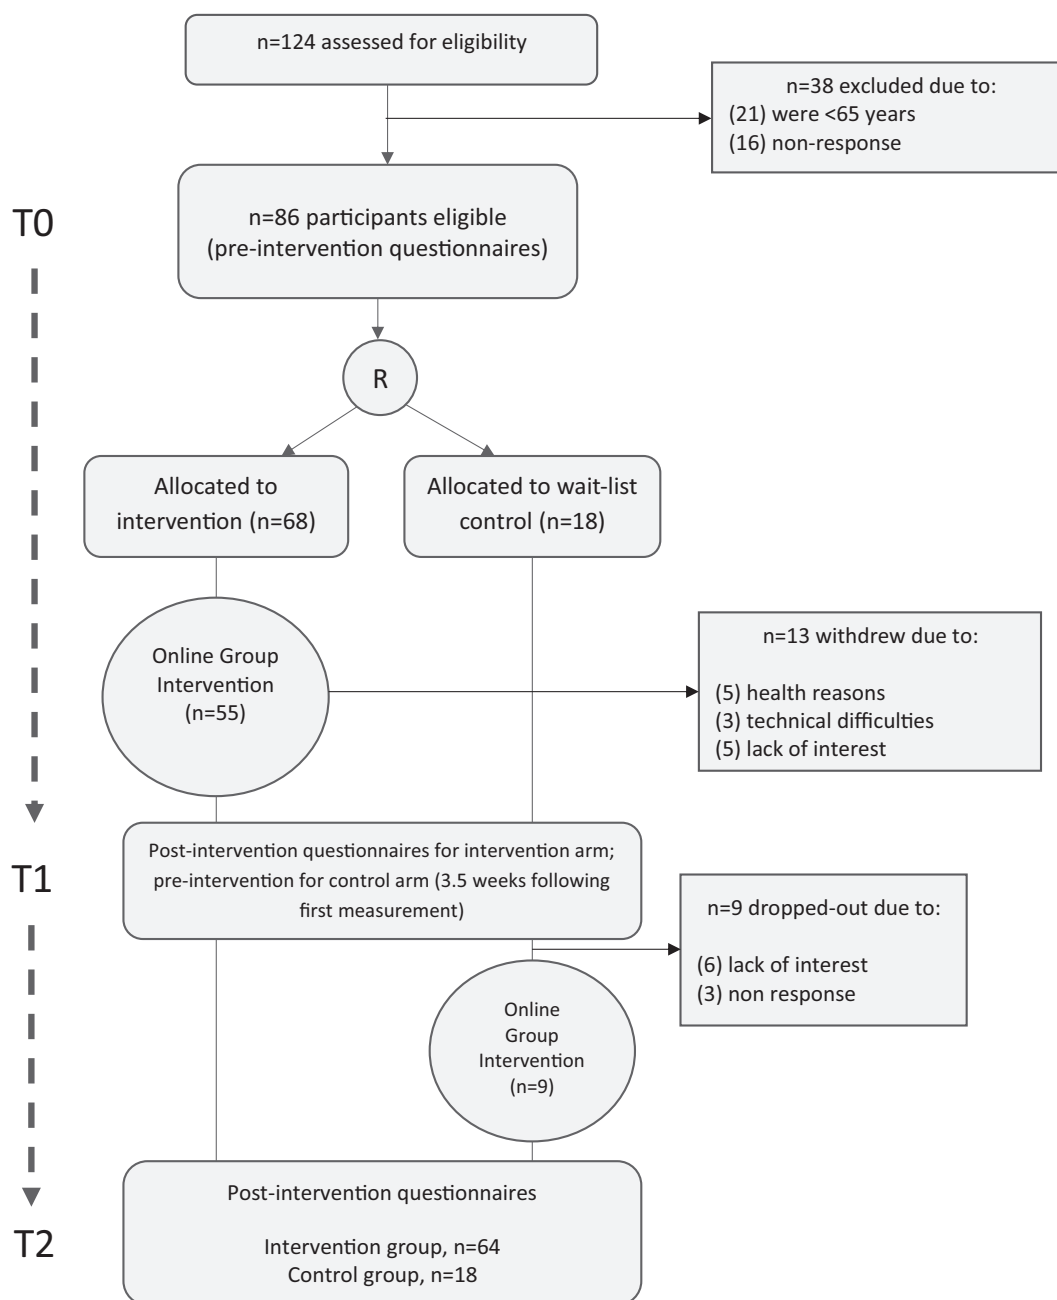 n=124 assessed for eligibility
n=38 excluded due to:
(21) were <65 years
(16) non-response
T0
n=86 participants eligible
(pre-intervention questionnaires)
R
Allocated to
intervention (n=68)
Allocated to wait-list
control (n=18)
Online Group
Intervention
(n=55)
n=13 withdrew due to:
(5) health reasons
(3) technical difficulties
(5) lack of interest
T1
Post-intervention questionnaires for intervention arm;
pre-intervention for control arm (3.5 weeks following
first measurement)
n=9 dropped-out due to:
(6) lack of interest
(3) non response
Online
Group
Intervention
(n=9)
T2
Post-intervention questionnaires
Intervention group, n=64
Control group, n=18